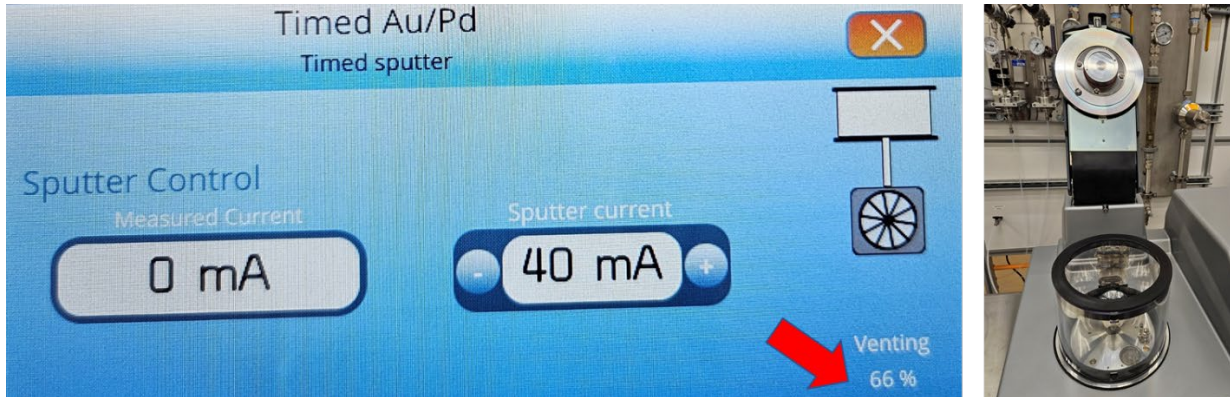 Timed Au/Pd
Timed sputter
Sputter Control
Measured Current
Sputter current
0 mA
- 40 mA +
Venting
66 %